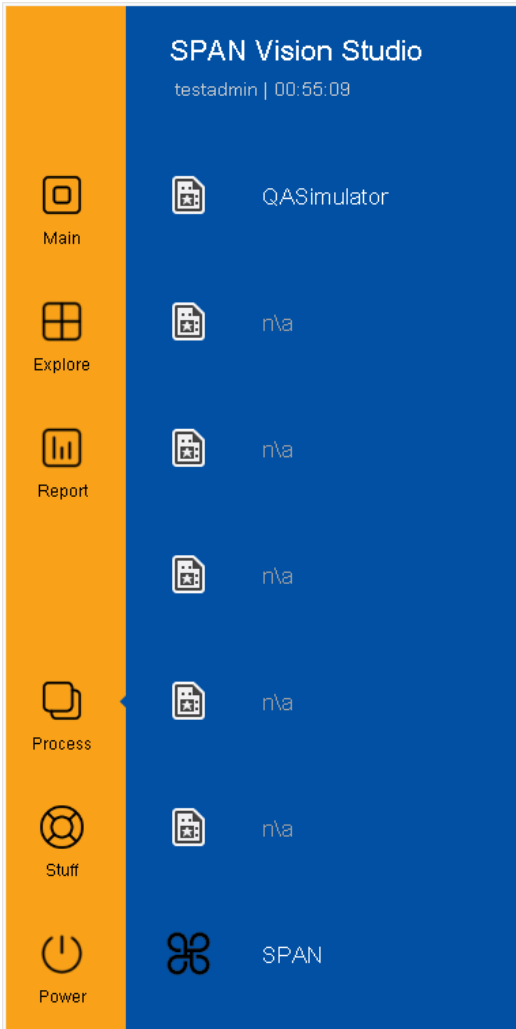 SPAN Vision Studio
testadmin | 00:55:09
Main
QASimulator
Explore
n\a
Report
n\a
n\a
Process
n\a
Stuff
n\a
Power
SPAN